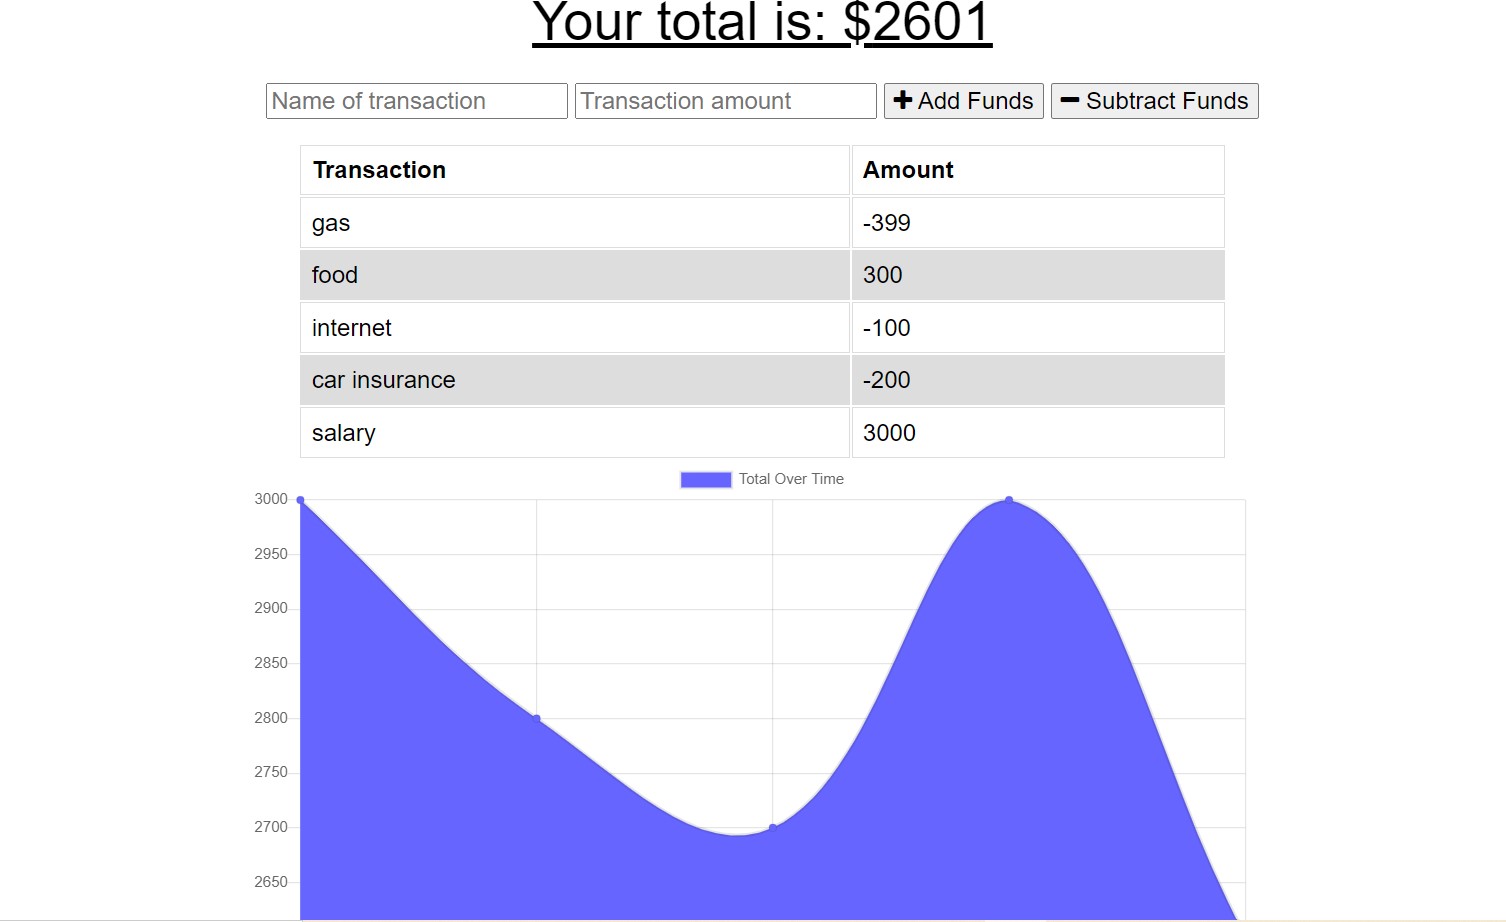 Your total is: $2601
Name of transaction Transaction amount Add Funds Subtract Funds
Transaction Amount
gas -399
food 300
internet -100
car insurance -200
salary 3000
Total Over Time
3000
2950
2900
2850
2800
2750
2700
2650